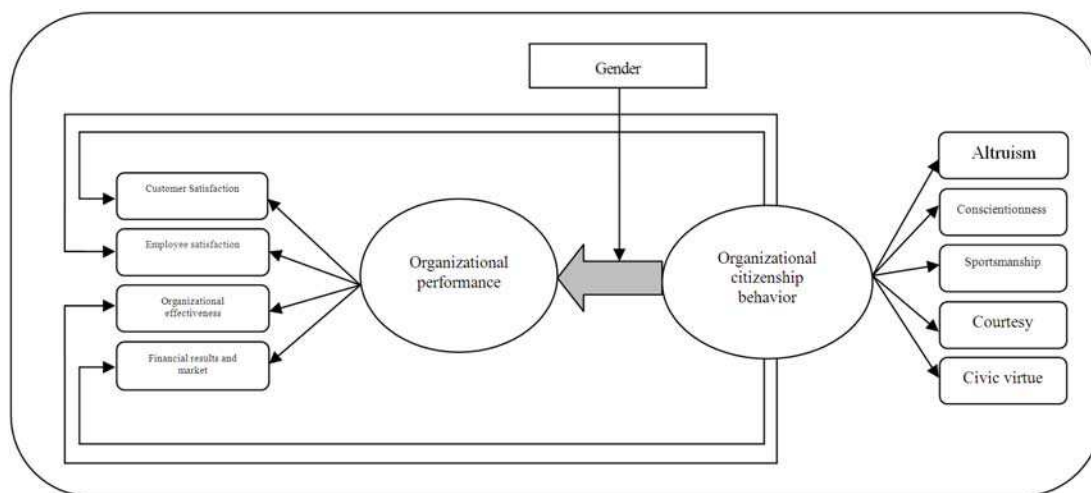 Gender
Customer Satisfaction
Employee satisfaction
Organizational
effectiveness
Financial results and
market
Organizational
performance
Organizational
citizenship
behavior
Altruism
Conscientionness
Sportsmanship
Courtesy
Civic virtue